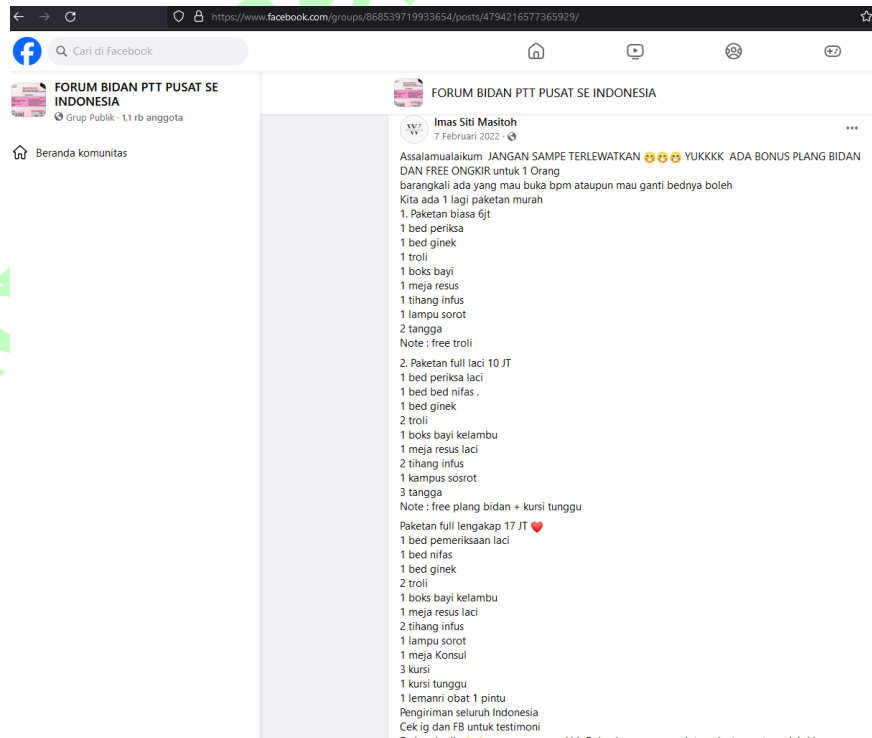 https://www.facebook.com/groups/868539719933654/posts/4794216577365929/
Cari di Facebook
FORUM BIDAN PTT PUSAT SE
INDONESIA
Grup Publik · 1,1 rb anggota
Beranda komunitas
FORUM BIDAN PTT PUSAT SE INDONESIA
Imas Siti Masitoh
7 Februari 2022 ·
Assalamualaikum JANGAN SAMPE TERLEWATKAN 😁😁😁 YUKKKK ADA BONUS PLANG BIDAN
DAN FREE ONGKIR untuk 1 Orang
barangkali ada yang mau buka bpm ataupun mau ganti bednya boleh
Kita ada 1 lagi paketan murah
1. Paketan biasa 6jt
1 bed periksa
1 bed ginek
1 troli
1 boks bayi
1 meja resus
1 tihang infus
1 lampu sorot
2 tangga
Note : free troli
2. Paketan full laci 10 JT
1 bed periksa laci
1 bed bed nifas .
1 bed ginek
2 troli
1 boks bayi kelambu
1 meja resus laci
2 tihang infus
1 kampus sosrot
3 tangga
Note : free plang bidan + kursi tunggu
Paketan full lengakap 17 JT ❤️
1 bed pemeriksaan laci
1 bed nifas
1 bed ginek
2 troli
1 boks bayi kelambu
1 meja resus laci
2 tihang infus
1 lampu sorot
1 meja Konsul
3 kursi
1 kursi tunggu
1 lemanri obat 1 pintu
Pengiriman seluruh Indonesia
Cek ig dan FB untuk testimoni